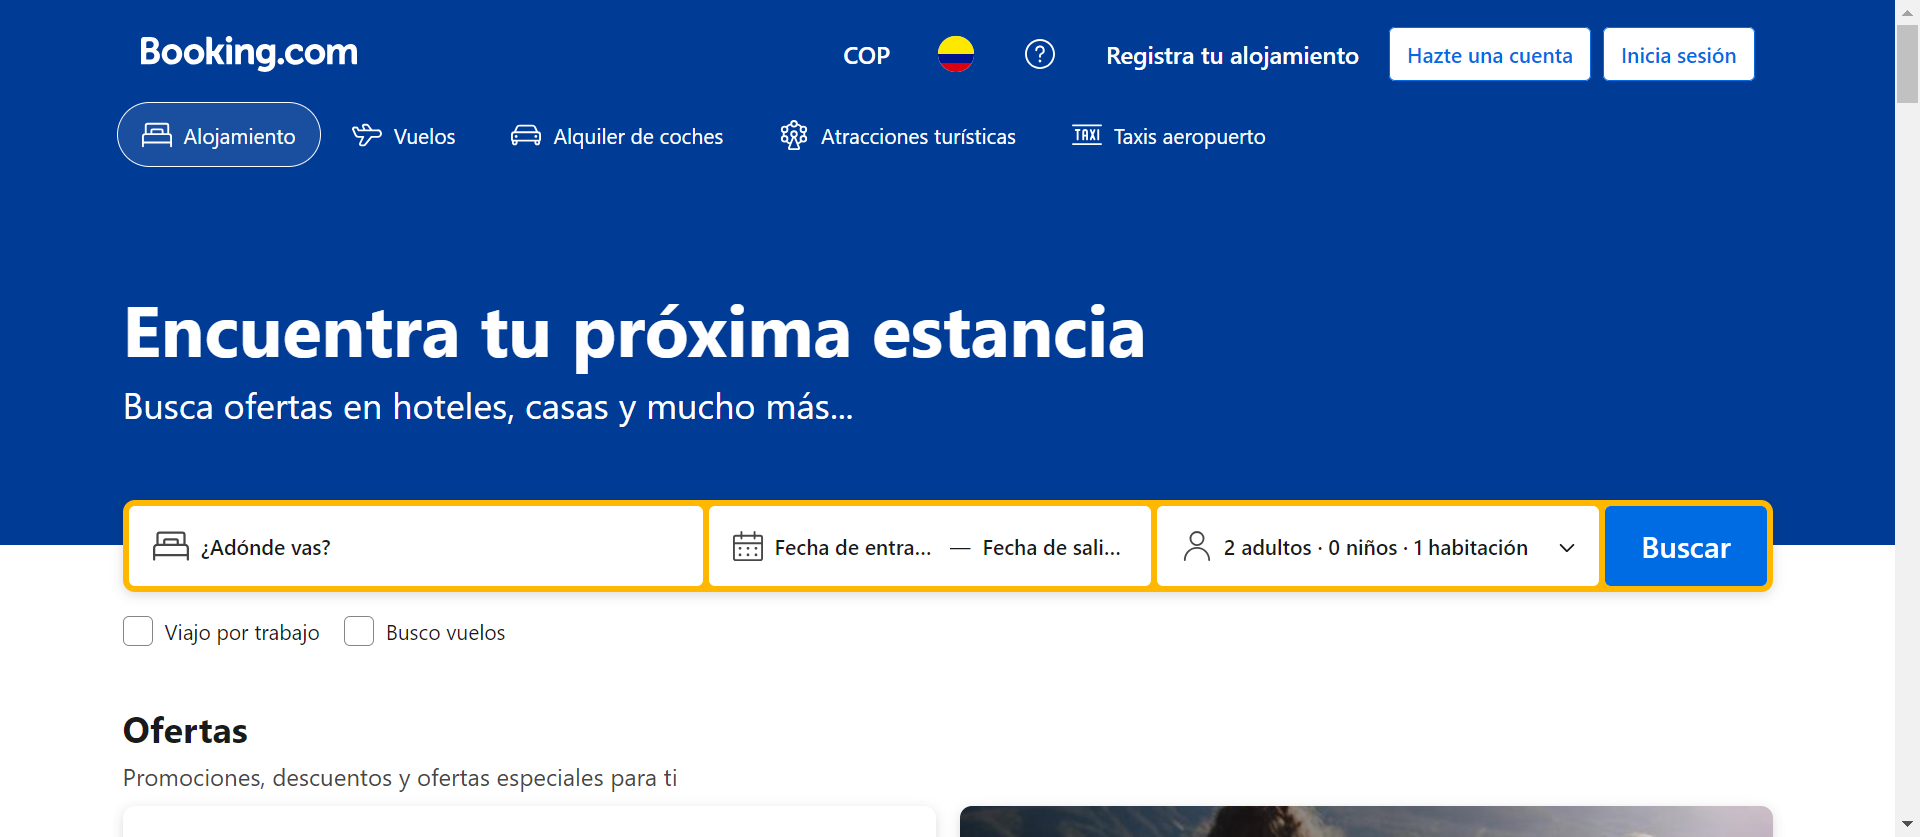 Booking.com
COP
Registra tu alojamiento
Hazte una cuenta
Inicia sesión
Alojamiento
Vuelos
Alquiler de coches
Atracciones turísticas
TAXI
Taxis aeropuerto
Encuentra tu próxima estancia
Busca ofertas en hoteles, casas y mucho más...
¿Adónde vas?
Fecha de entra... — Fecha de sali...
2 adultos · 0 niños · 1 habitación
Buscar
Viajo por trabajo
Busco vuelos
Ofertas
Promociones, descuentos y ofertas especiales para ti